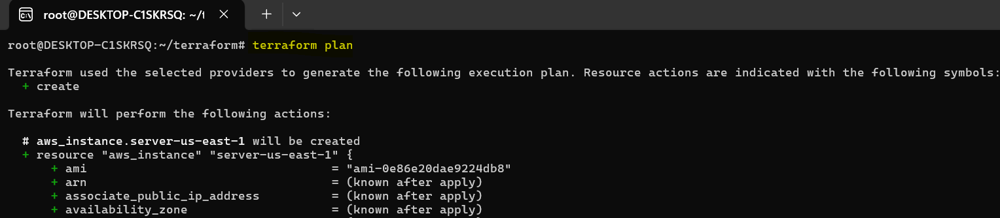 root@DESKTOP-C1SKRSQ: ~/t
root@DESKTOP-C1SKRSQ:~/terraform# terraform plan
Terraform used the selected providers to generate the following execution plan. Resource actions are indicated with the following symbols:
+ create
Terraform will perform the following actions:
# aws_instance.server-us-east-1 will be created
+ resource "aws_instance" "server-us-east-1" {
+ ami = "ami-0e86e20dae9224db8"
+ arn = (known after apply)
+ associate_public_ip_address = (known after apply)
+ availability_zone = (known after apply)